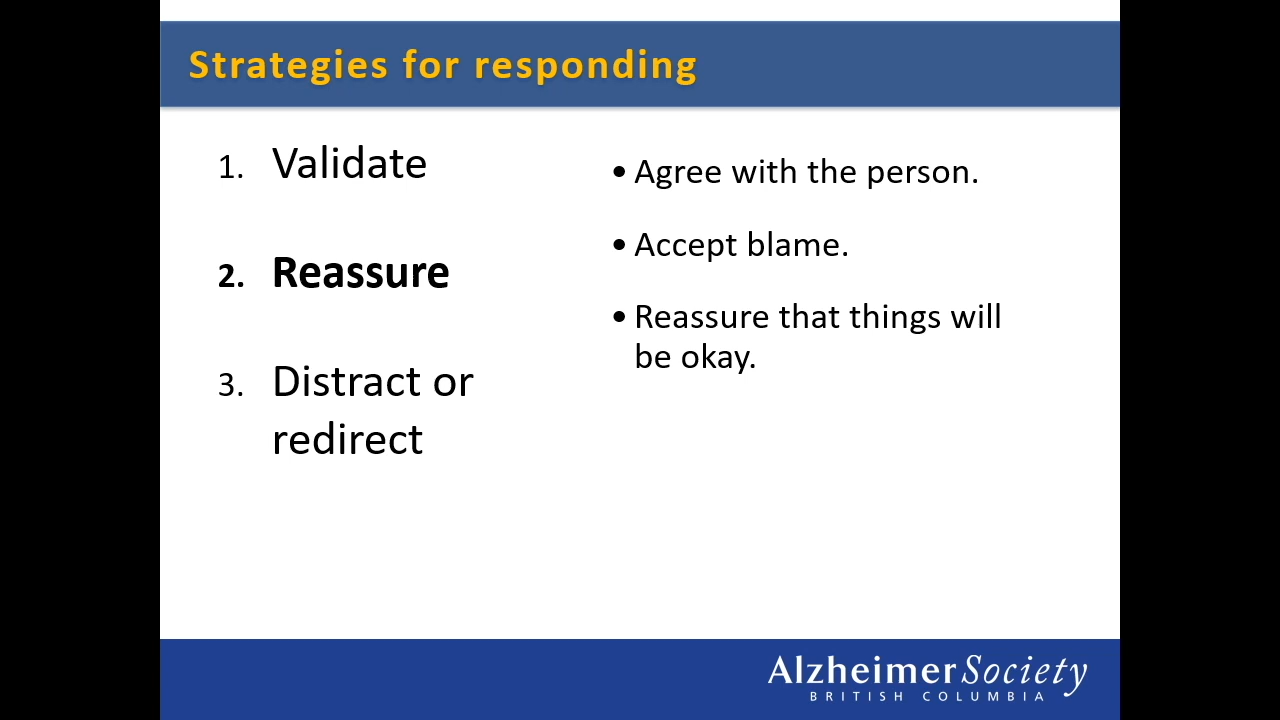 Strategies for responding
1. Validate
2. Reassure
3. Distract or
redirect
• Agree with the person.
• Accept blame.
• Reassure that things will
be okay.
AlzheimerSociety
BRITISH COLUMBIA